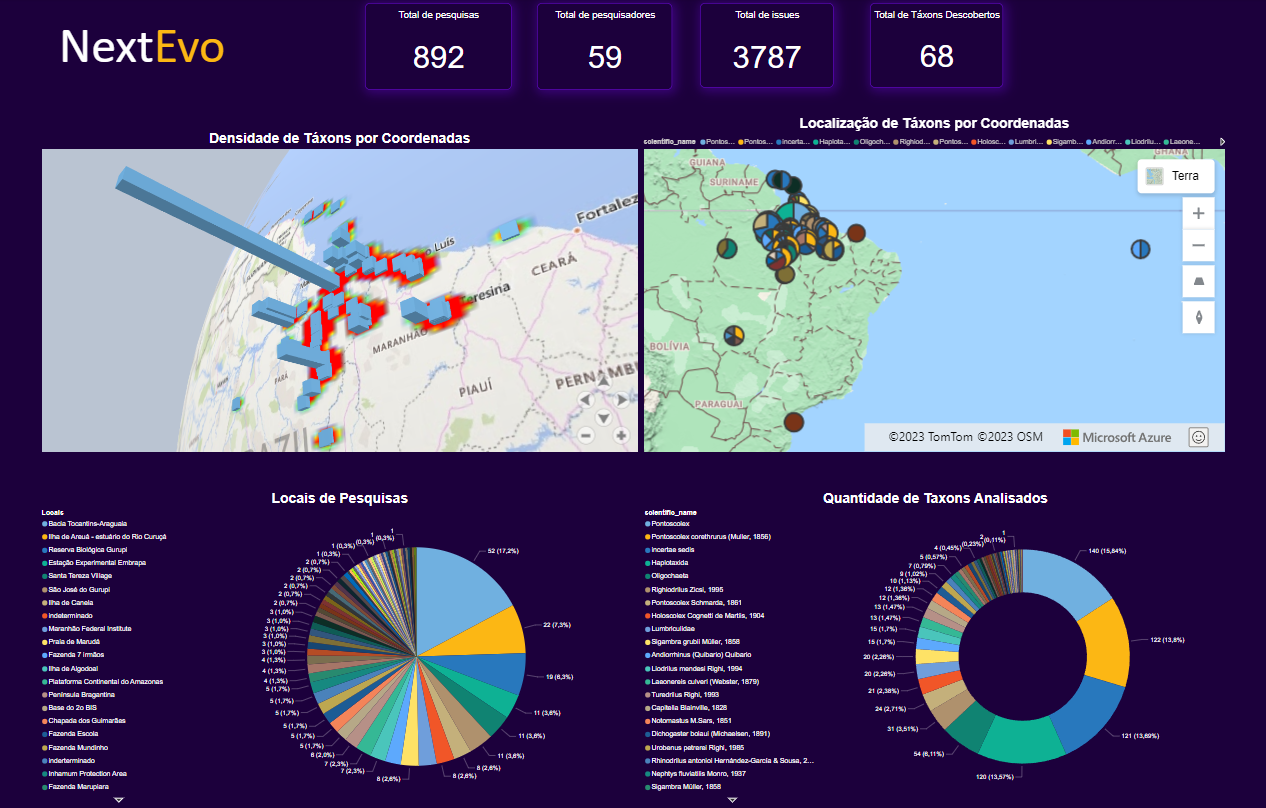 NextEvo
Total de pesquisas
892
Total de pesquisadores
59
Total de issues
3787
Total de Táxons Descobertos
68
Densidade de Táxons por Coordenadas
Fortalez
CEARÁ
MARANHÃO
PIAUÍ
PERNAMB
PARÁ
Localização de Táxons por Coordenadas
scientific_name
Pontos...
Pontos...
incerta...
Haplota...
Oligoch...
Righiod...
Pontos...
Holosc...
Lumbri...
Sigamb...
Andiorr...
Liodrilu...
Laeone...
GUIANA
SURINAME
GHANA
BOLÍVIA
PARAGUAI
Terra
©2023 TomTom ©2023 OSM
Microsoft Azure
Locais de Pesquisas
Locais
Bacia Tocantins-Araguaia
Ilha de Areuá - estuário do Rio Curuçá
Reserva Biológica Gurupi
Estação Experimental Embrapa
Santa Tereza Village
São José do Gurupi
Ilha de Canela
Indeterminado
Maranhão Federal Institute
Praia de Marudá
Fazenda 7 Irmãos
Ilha de Algodoal
Plataforma Continental do Amazonas
Península Bragantina
Base do 2o BIS
Chapada dos Guimarães
Fazenda Escola
Fazenda Mundinho
Inderterminado
Inhamum Protection Area
Fazenda Marupiara
52 (17,2%)
22 (7,3%)
19 (6,3%)
11 (3,6%)
11 (3,6%)
11 (3,6%)
8 (2,6%)
8 (2,6%)
8 (2,6%)
7 (2,3%)
7 (2,3%)
6 (2,0%)
5 (1,7%)
5 (1,7%)
5 (1,7%)
5 (1,7%)
5 (1,7%)
4 (1,3%)
4 (1,3%)
4 (1,3%)
3 (1,0%)
3 (1,0%)
3 (1,0%)
3 (1,0%)
3 (1,0%)
2 (0,7%)
2 (0,7%)
2 (0,7%)
2 (0,7%)
2 (0,7%)
1 (0,3%)
1 (0,3%)
1 (0,3%)
1 (0,3%)
1
Quantidade de Taxons Analisados
scientific_name
Pontoscolex
Pontoscolex corethrurus (Muller, 1856)
incertae sedis
Haplotaxida
Oligochaeta
Righiodrilus Zicsi, 1995
Pontoscolex Schmarda, 1861
Holoscolex Cognetti de Martiis, 1904
Lumbriculidae
Sigambra grubii Müller, 1858
Andiorrhinus (Quibario) Quibario
Liodrilus mendesi Righi, 1994
Laeonereis culveri (Webster, 1879)
Turedrilus Righi, 1993
Capitella Blainville, 1828
Notomastus M.Sars, 1851
Dichogaster bolaui (Michaelsen, 1891)
Urobenus petrerei Righi, 1985
Rhinodrilus antonioi Hernández-García & Sousa, 2...
Nephtys fluviatilis Monro, 1937
Sigambra Müller, 1858
140 (15,84%)
122 (13,8%)
121 (13,69%)
120 (13,57%)
54 (6,11%)
31 (3,51%)
24 (2,71%)
21 (2,38%)
20 (2,26%)
20 (2,26%)
15 (1,7%)
15 (1,7%)
13 (1,47%)
13 (1,47%)
12 (1,36%)
12 (1,36%)
10 (1,13%)
9 (1,02%)
7 (0,79%)
5 (0,57%)
4 (0,45%)
(0,23%)
2
(0,11%)
1